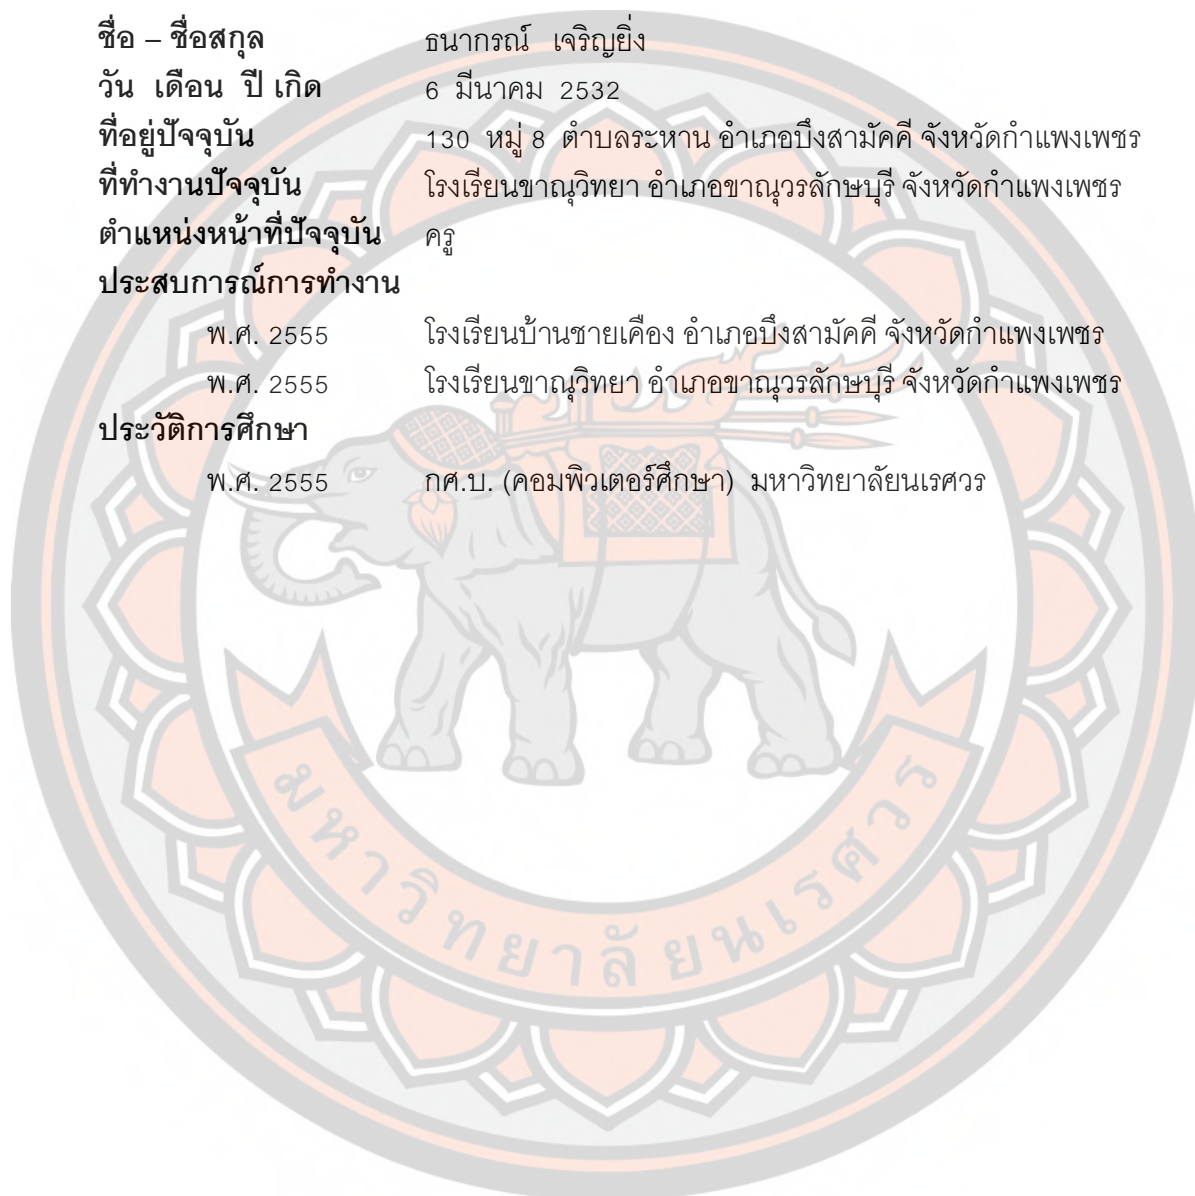 ชื่อ – ชื่อสกุล ธนากรณ์ เจริญยิ่ง
วัน เดือน ปี เกิด 6 มีนาคม 2532
ที่อยู่ปัจจุบัน 130 หมู่ 8 ตำบลระหาน อำเภอบึงสามัคคี จังหวัดกำแพงเพชร
ที่ทำงานปัจจุบัน โรงเรียนขาณุวิทยา อำเภอขาณุวรลักษบุรี จังหวัดกำแพงเพชร
ตำแหน่งหน้าที่ปัจจุบัน ครู
ประสบการณ์การทำงาน
พ.ศ. 2555 โรงเรียนบ้านชายเคือง อำเภอบึงสามัคคี จังหวัดกำแพงเพชร
พ.ศ. 2555 โรงเรียนขาณุวิทยา อำเภอขาณุวรลักษบุรี จังหวัดกำแพงเพชร
ประวัติการศึกษา
พ.ศ. 2555 กศ.บ. (คอมพิวเตอร์ศึกษา) มหาวิทยาลัยนเรศวร
มหาวิทยาลัยนเรศวร